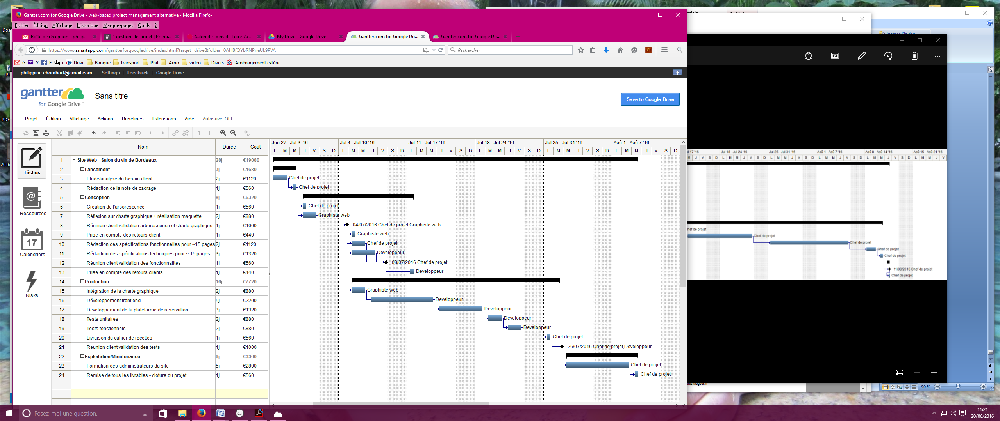 Gantter.com for Google Drive - web-based project management alternative - Mozilla Firefox
Fichier Édition Affichage Historique Marque-pages Outils ?
Boîte de réception - philip... * gestion-de-projet | Premi... Salon des Vins de Loire-Ac... My Drive - Google Drive Gantter.com for Google Dri... Gantter.com for Google Dri...
https://www.smartapp.com/gantterforgoogledrive/index.html?target=drive&folder=0AHBfQYbRNPneUk9PVA Rechercher
G Y F i Drive Banque transport Phil Arno video Divers Aménagement extérie...
philippine.chombart@gmail.com Settings Feedback Google Drive
gantter for Google Drive™ Sans titre Save to Google Drive
Projet Édition Affichage Actions Baselines Extensions Aide Autosave: OFF
Tâches
Ressources
17
Calendriers
Risks
Nom Durée Coût
Jun 27 - Jul 3 '16 Jul 4 - Jul 10 '16 Jul 11 - Jul 17 '16 Jul 18 - Jul 24 '16 Jul 25 - Jul 31 '16 Aoû 1 - Aoû 7 '16
L M M J V S D L M M J V S D L M M J V S D L M M J V S D L M M J V S D L M M J V S D
1 Site Web - Salon du vin de Bordeaux 28j €19080
2 Lancement 3j €1680
3 Etude/analyse du besoin client 2j €1120 Chef de projet
4 Rédaction de la note de cadrage 1j €560 Chef de projet
5 Conception 8j €6320
6 Création de l'arborescence 1j €560 Chef de projet
7 Réflexion sur charte graphique + réalisation maquette 2j €880 Graphiste web
8 Réunion client validation arborescence et charte graphique 1j €1000 04/07/2016 Chef de projet,Graphiste web
9 Prise en compte des retours client 1j €440 Graphiste web
10 Rédaction des spécifications fonctionnelles pour ~15 pages 2j €1120 Chef de projet
11 Rédaction des spécifications techniques pour ~ 15 pages 3j €1320 Developpeur
12 Réunion client validation des fonctionnalités 1j €560 08/07/2016 Chef de projet
13 Prise en compte des retours clients 1j €440 Developpeur
14 Production 16j €7720
15 Intégration de la charte graphique 2j €880 Graphiste web
16 Développement front end 5j €2200 Developpeur
17 Développement de la plateforme de reservation 3j €1320 Developpeur
18 Tests unitaires 2j €880 Developpeur
19 Tests fonctionnels 2j €880 Developpeur
20 Livraison du cahier de recettes 1j €560 Chef de projet
21 Reunion client validation des tests 1j €1000 26/07/2016 Chef de projet,Developpeur
22 Exploitation/Maintenance 6j €3360
23 Formation des administrateurs du site 5j €2800 Chef de projet
24 Remise de tous les livrables - cloture du projet 1j €560 Chef de projet
17 '16 Jul 18 - Jul 24 '16 Jul 25 - Jul 31 '16 Aoû 1 - Aoû 7 '16 Aoû 8 - Aoû 14 '16 Aoû 15 - Aoû 21 '16
M J V S D L M M J V S D L M M J V S D L M M J V S D L M M J V S D L M M J V
hef de projet
Chef de projet
Chef de projet
Chef de projet
Chef de projet
11/08/2016 Chef de projet
Chef de projet
Insérer l'index
trustthegeek.fr
90 %
Doss
PDF
2016
Posez-moi une question.
11:21
20/06/2016